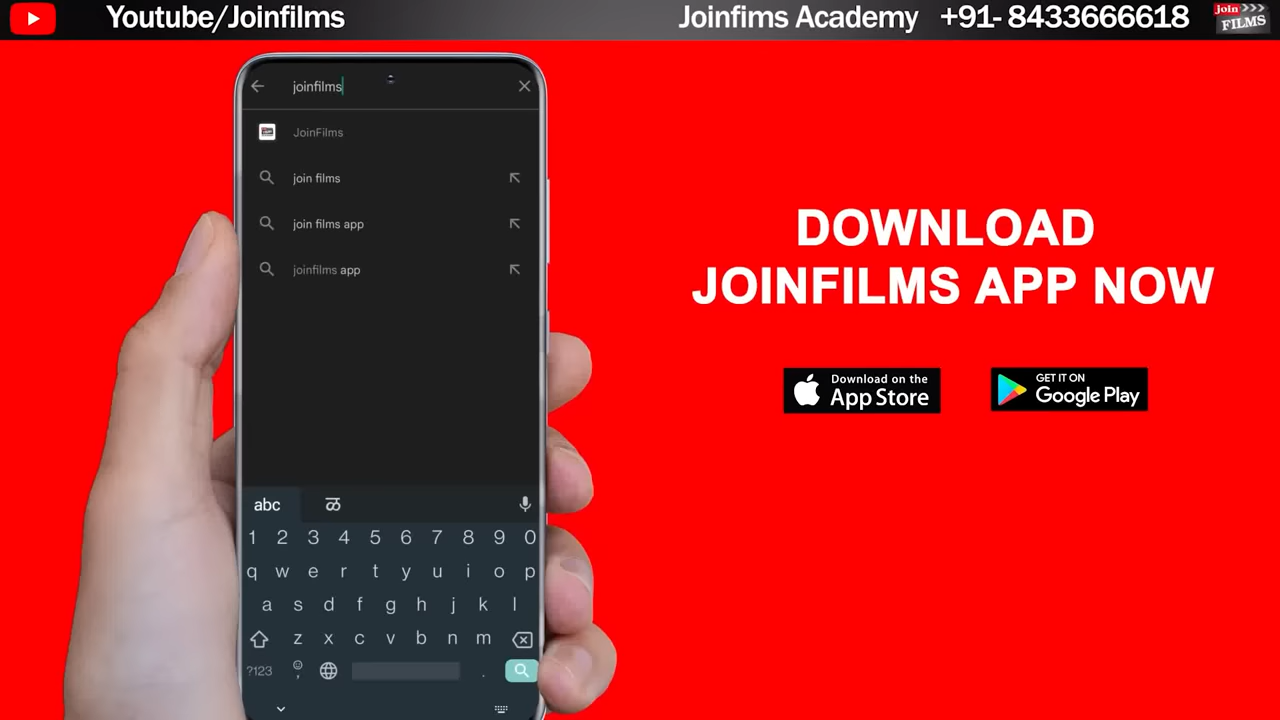 Youtube/Joinfilms
Joinfims Academy +91- 8433666618
join
FILMS
joinfilms
JoinFilms
join films
join films app
joinfilms app
DOWNLOAD
JOINFILMS APP NOW
Download on the
App Store
GET IT ON
Google Play
abc ळ
1 2 3 4 5 6 7 8 9 0
q w e r t y u i o p
a s d f g h j k l
z x c v b n m
?123 , .